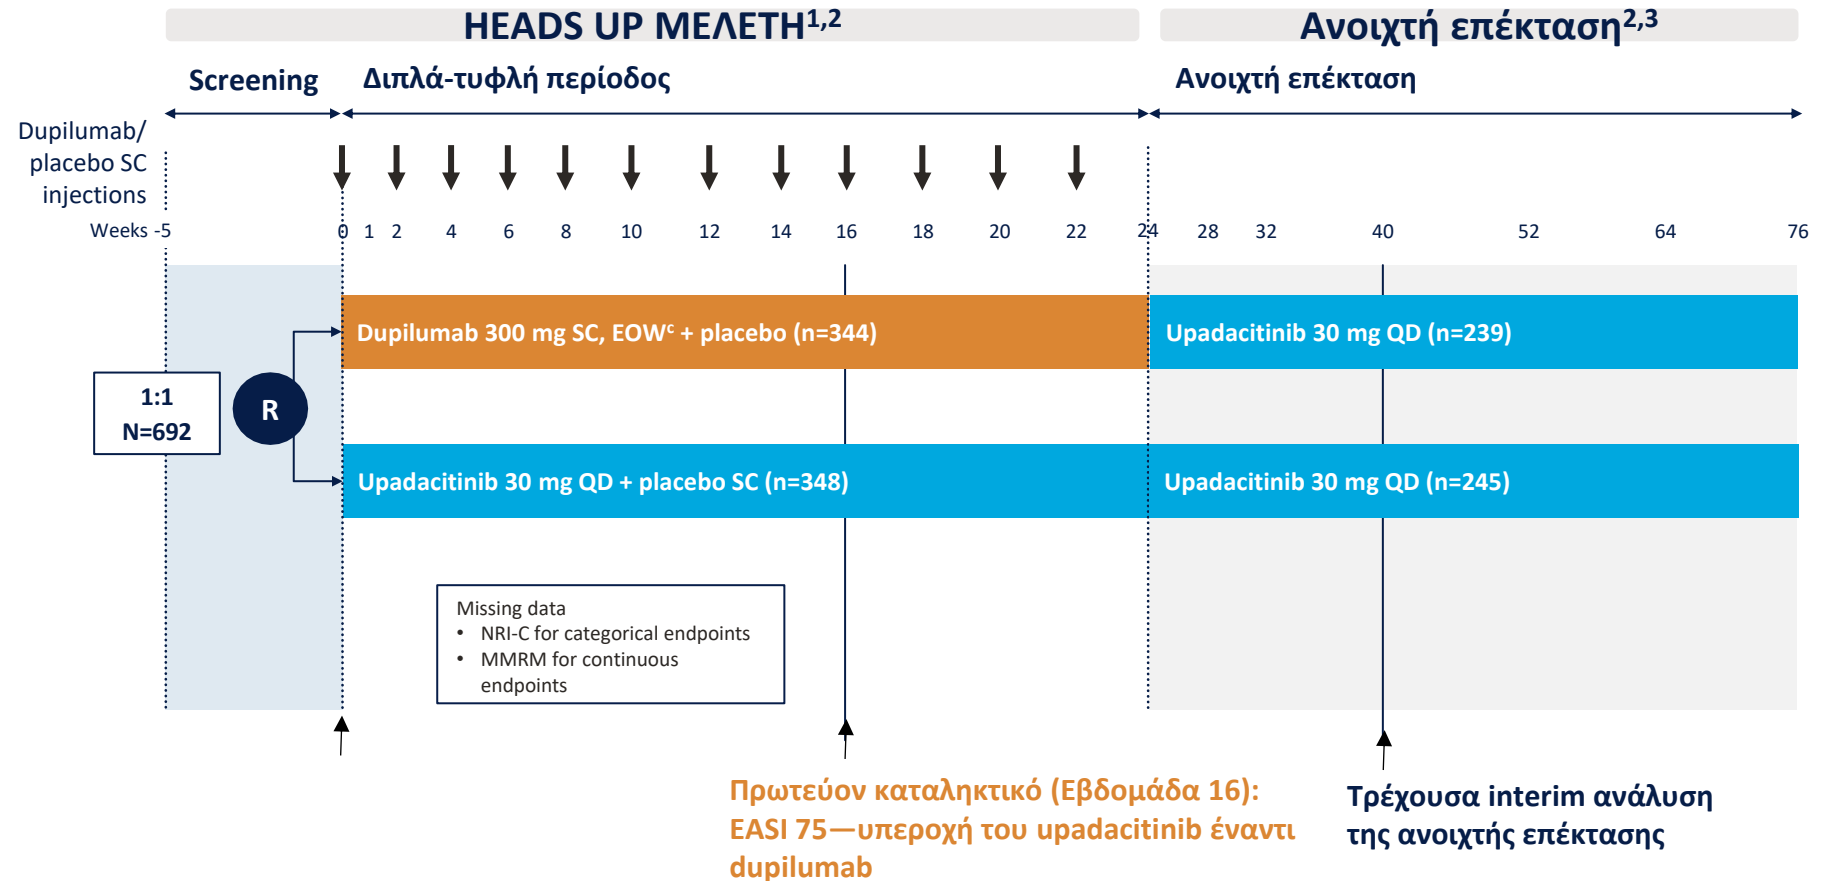 HEADS UP ΜΕΛΕΤΗ1,2
Ανοιχτή επέκταση2,3
Screening
Διπλά-τυφλή περίοδος
Ανοιχτή επέκταση
Dupilumab/
placebo SC
injections
Weeks -5 0 1 2 4 6 8 10 12 14 16 18 20 22 24 28 32 40 52 64 76
Dupilumab 300 mg SC, EOWc + placebo (n=344)
Upadacitinib 30 mg QD (n=239)
1:1
N=692
R
Upadacitinib 30 mg QD + placebo SC (n=348)
Upadacitinib 30 mg QD (n=245)
Missing data
• NRI-C for categorical endpoints
• MMRM for continuous
endpoints
Πρωτεύον καταληκτικό (Εβδομάδα 16):
EASI 75—υπεροχή του upadacitinib έναντι
dupilumab
Τρέχουσα interim ανάλυση
της ανοιχτής επέκτασης